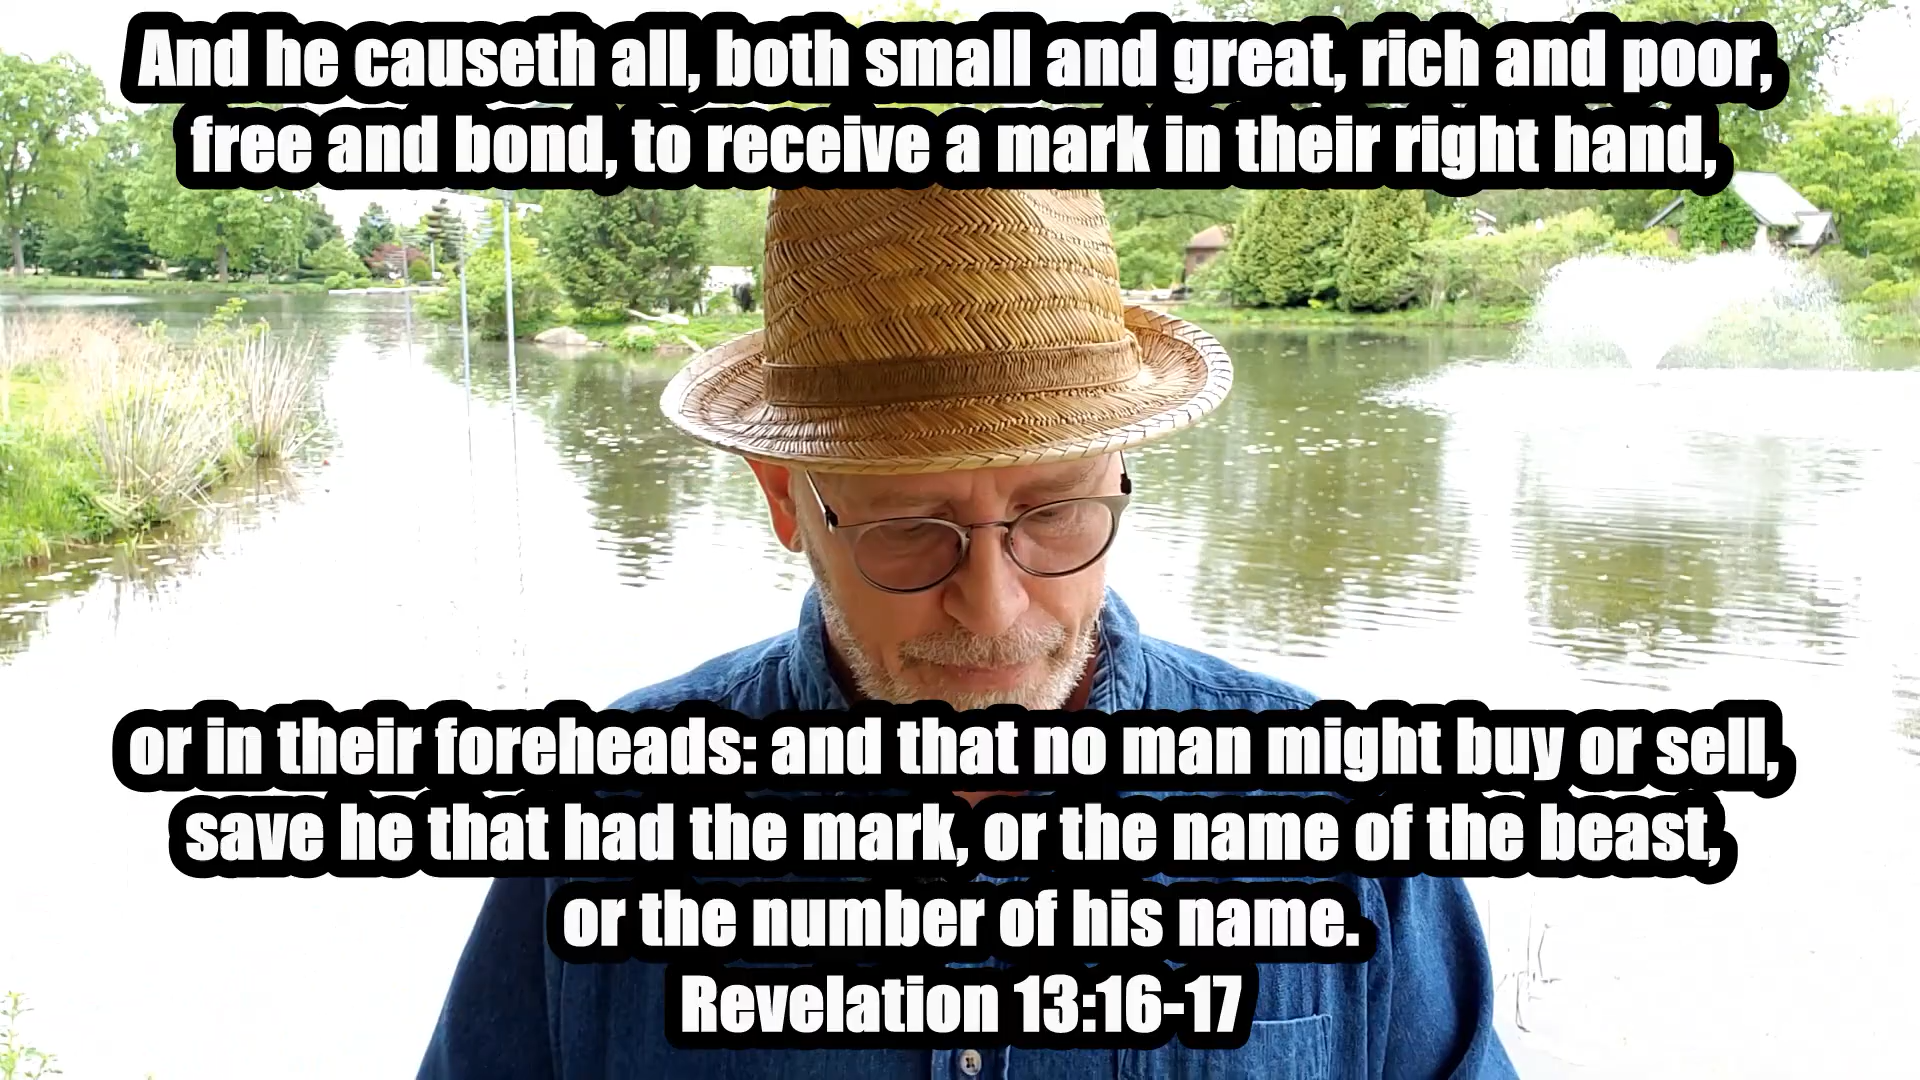 And he causeth all, both small and great, rich and poor,
free and bond, to receive a mark in their right hand,
or in their foreheads: and that no man might buy or sell,
save he that had the mark, or the name of the beast,
or the number of his name.
Revelation 13:16-17